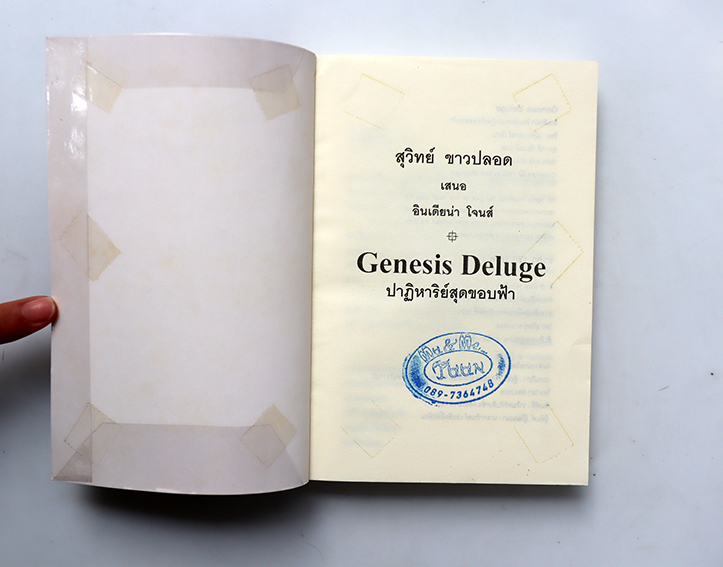 สุวิทย์ ขาวปลอด
เสนอ
อินเดียน่า โจนส์
Genesis Deluge
ปาฏิหาริย์สุดขอบฟ้า
089-7364748